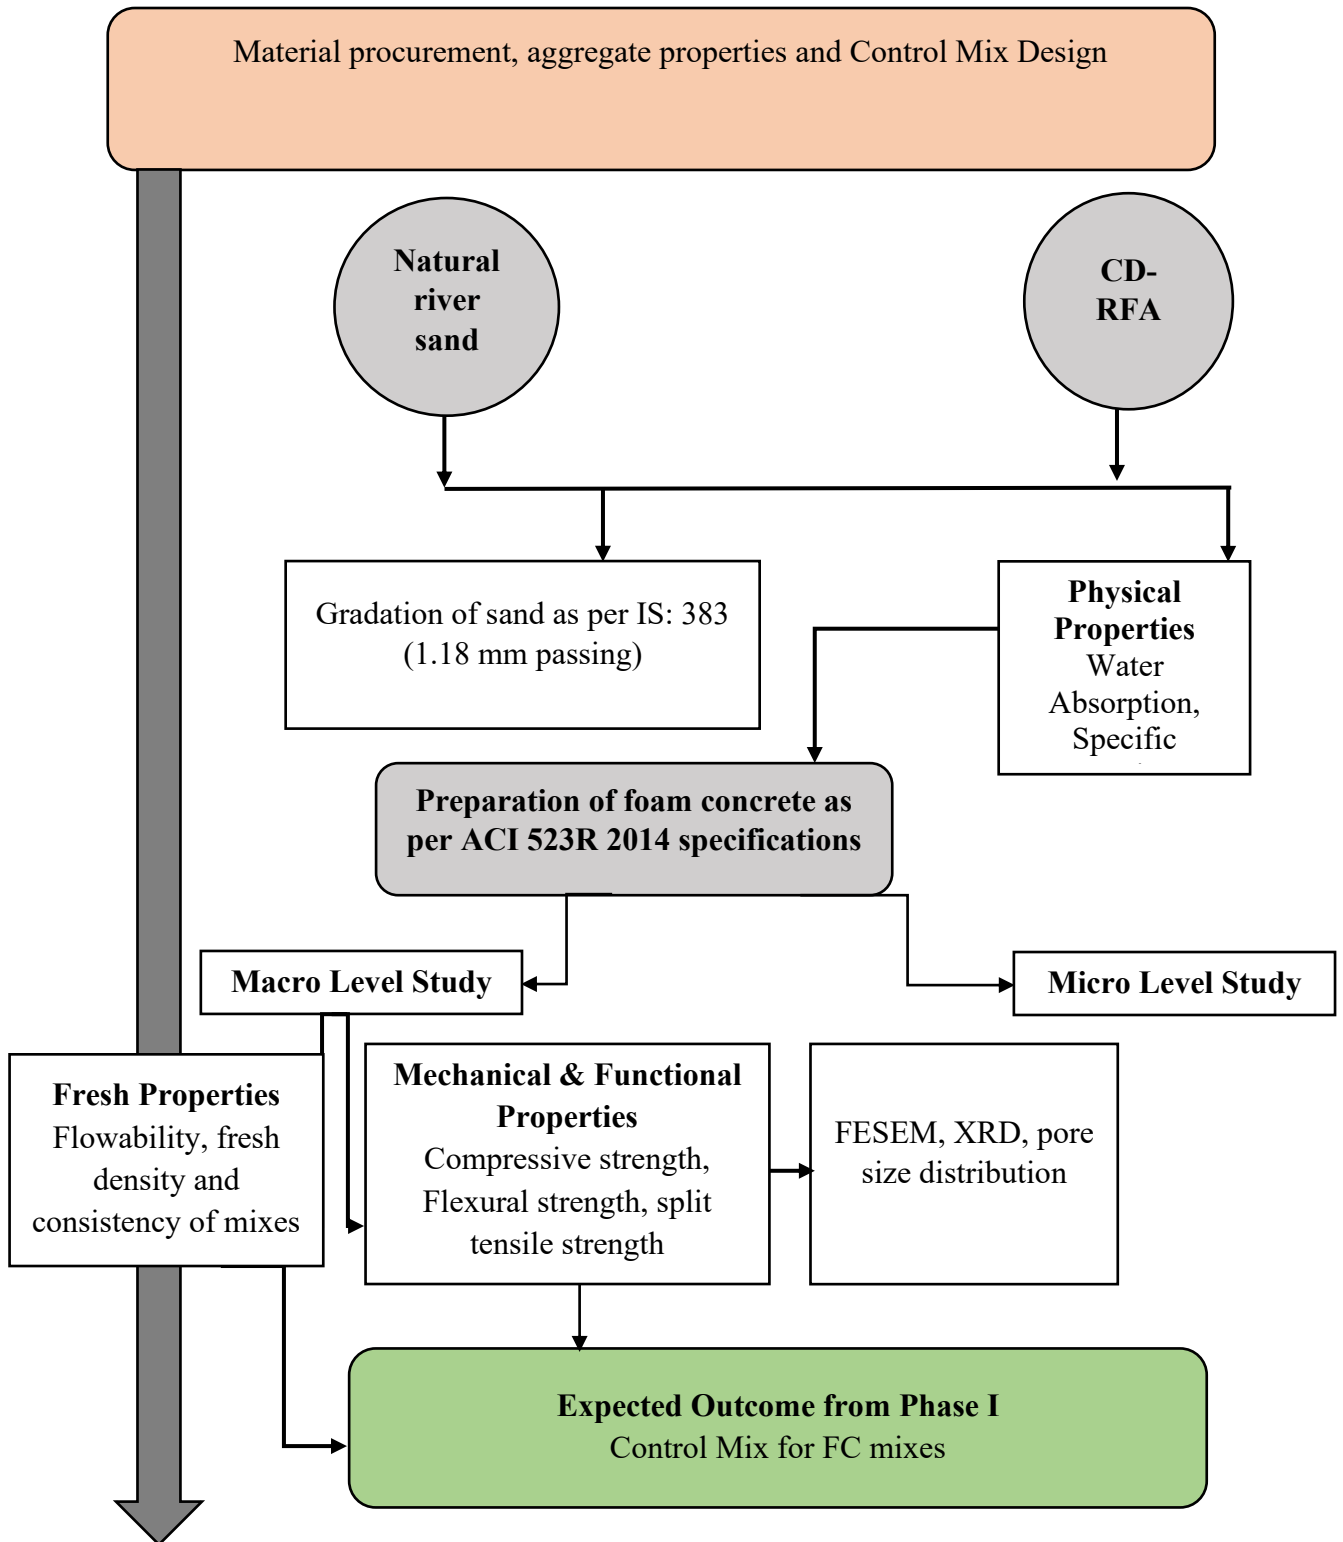 Material procurement, aggregate properties and Control Mix Design
Natural
river
sand
CD-
RFA
Gradation of sand as per IS: 383
(1.18 mm passing)
Physical
Properties
Water
Absorption,
Specific
Preparation of foam concrete as
per ACI 523R 2014 specifications
Macro Level Study
Micro Level Study
Fresh Properties
Flowability, fresh
density and
consistency of mixes
Mechanical & Functional
Properties
Compressive strength,
Flexural strength, split
tensile strength
FESEM, XRD, pore
size distribution
Expected Outcome from Phase I
Control Mix for FC mixes